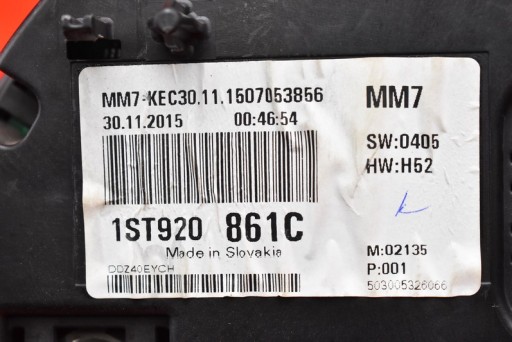 MM7-KEC30.11.1507053856
30.11.2015 00:46:54
MM7
SW:0405
HW:H52
1ST920 861C
Made in Slovakia
DDZ40EYCH
M:02135
P:001
503005326066